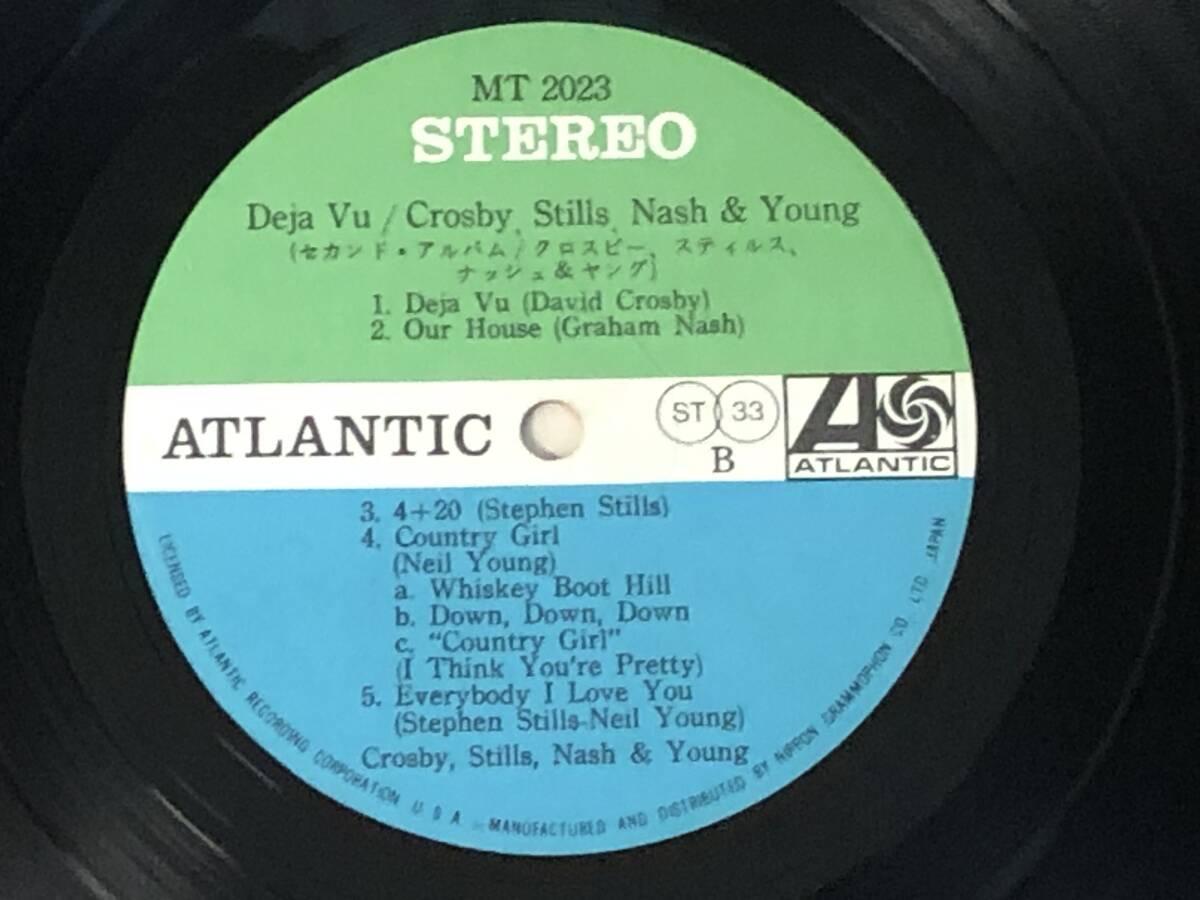 MT 2023
STEREO
Deja Vu / Crosby, Stills, Nash & Young
(セカンド・アルバム/クロスビー、スティルス、
ナッシュ&ヤング)
1. Deja Vu (David Crosby)
2. Our House (Graham Nash)
ATLANTIC
ST 33
B
ATLANTIC
3. 4+20 (Stephen Stills)
4. Country Girl
(Neil Young)
a. Whiskey Boot Hill
b. Down, Down, Down
c. "Country Girl"
(I Think You're Pretty)
5. Everybody I Love You
(Stephen Stills-Neil Young)
Crosby, Stills, Nash & Young
LICENSED BY ATLANTIC RECORDING CORPORATION U S A - MANUFACTURED AND DISTRIBUTED BY NIPPON GRAMMOPHON CO., LTD. JAPAN